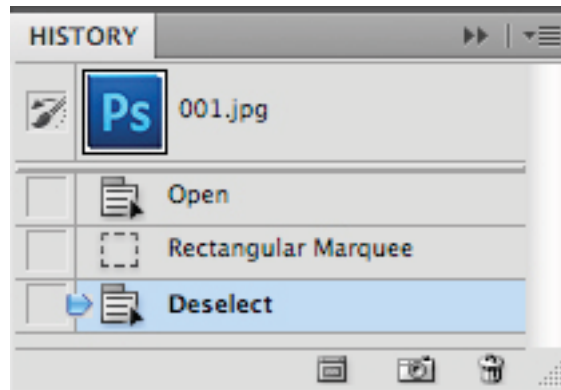 HISTORY
Ps
001.jpg
Open
Rectangular Marquee
Deselect